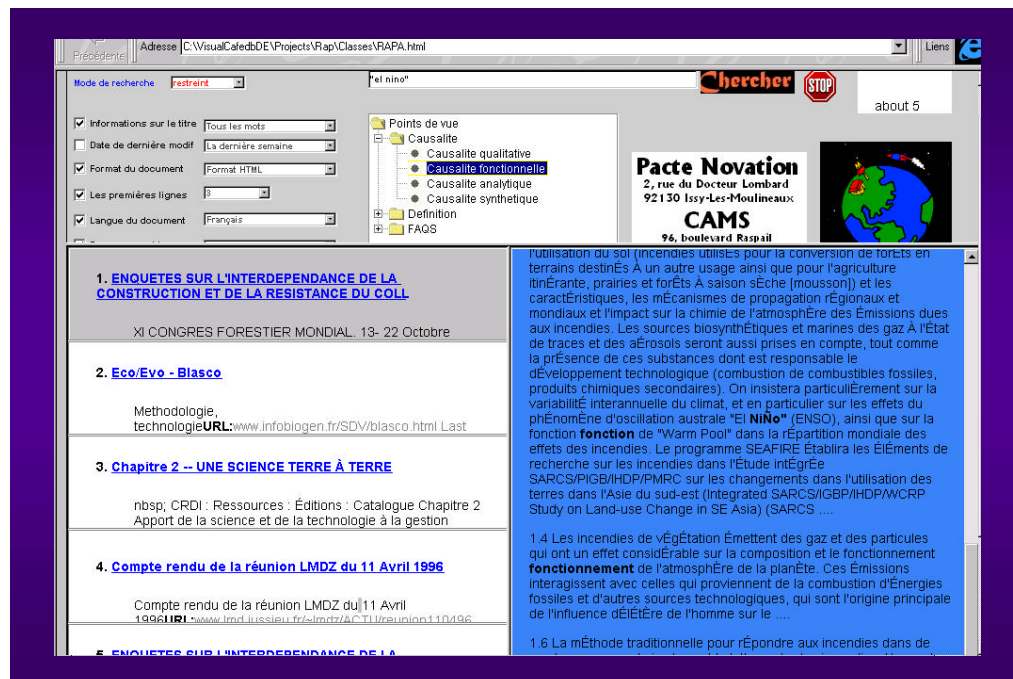 Précédente
Adresse C:\VisualCafedbDE\Projects\Rap\Classes\RAPA.html
Liens
Mode de recherche restreint
"el nino"
Chercher
STOP
about 5
Informations sur le titre Tous les mots
Date de dernière modif La dernière semaine
Format du document Format HTML
Les premières lignes 3
Langue du document Français
Points de vue
Causalite
Causalite qualitative
Causalite fonctionnelle
Causalite analytique
Causalite synthetique
Definition
FAQS
Pacte Novation
2, rue du Docteur Lombard
92130 Issy-Les-Moulineaux
CAMS
96, boulevard Raspail
1. ENQUETES SUR L'INTERDEPENDANCE DE LA
CONSTRUCTION ET DE LA RESISTANCE DU COLL
XI CONGRES FORESTIER MONDIAL. 13- 22 Octobre
2. Eco/Evo - Blasco
Methodologie,
technologieURL:www.infobiogen.fr/SDV/blasco.html Last
3. Chapitre 2 -- UNE SCIENCE TERRE À TERRE
nbsp; CRDI : Ressources : Éditions : Catalogue Chapitre 2
Apport de la science et de la technologie à la gestion
4. Compte rendu de la réunion LMDZ du 11 Avril 1996
Compte rendu de la réunion LMDZ du 11 Avril
1996URL:www.lmd.jussieu.fr/~lmdz/ACTU/reunion110496
5. ENQUETES SUR L'INTERDEPENDANCE DE LA
l'utilisation du sol (incendies utilisÉs pour la conversion de forÉts en
terrains destinÉs À un autre usage ainsi que pour l'agriculture
itinÉrante, prairies et forÊts À saison sÈche [mousson]) et les
caractÉristiques, les mÉcanismes de propagation rÉgionaux et
mondiaux et l'impact sur la chimie de l'atmosphÈre des Émissions dues
aux incendies. Les sources biosynthÉtiques et marines des gaz À l'État
de traces et des aÉrosols seront aussi prises en compte, tout comme
la prÉsence de ces substances dont est responsable le
dÉveloppement technologique (combustion de combustibles fossiles,
produits chimiques secondaires). On insistera particuliÈrement sur la
variabilitÉ interannuelle du climat, et en particulier sur les effets du
phÉnomÈne d'oscillation australe "El NiÑo" (ENSO), ainsi que sur la
fonction fonction de "Warm Pool" dans la rÉpartition mondiale des
effets des incendies. Le programme SEAFIRE Établira les ÉlÉments de
recherche sur les incendies dans l'Étude intÉgrÉe
SARCS/PIGB/IHDP/PMRC sur les changements dans l'utilisation des
terres dans l'Asie du sud-est (Integrated SARCS/IGBP/IHDP/WCRP
Study on Land-use Change in SE Asia) (SARCS ....
1.4 Les incendies de vÉgÉtation Émettent des gaz et des particules
qui ont un effet considÉrable sur la composition et le fonctionnement
fonctionnement de l'atmosphÈre de la planÈte. Ces Émissions
interagissent avec celles qui proviennent de la combustion d'Énergies
fossiles et d'autres sources technologiques, qui sont l'origine principale
de l'influence dÉlÉtÈre de l'homme sur le ....
1.6 La mÉthode traditionnelle pour rÉpondre aux incendies dans de